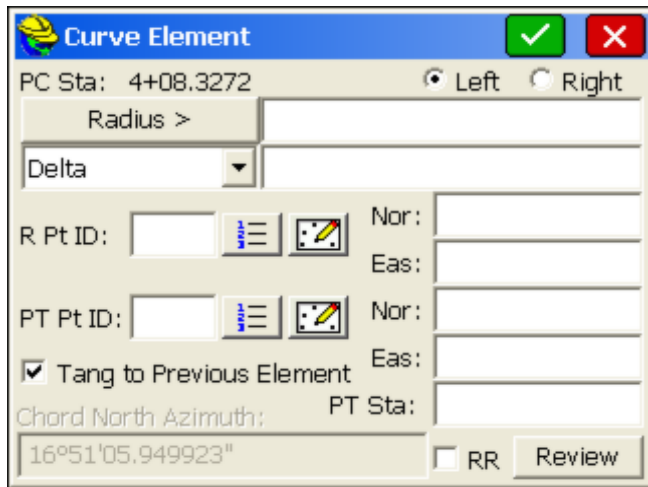 Curve Element
PC Sta: 4+08.3272 Left Right
Radius >
Delta
R Pt ID: Nor:
Eas:
PT Pt ID: Nor:
Eas:
Tang to Previous Element
PT Sta:
Chord North Azimuth:
16°51'05.949923" RR Review